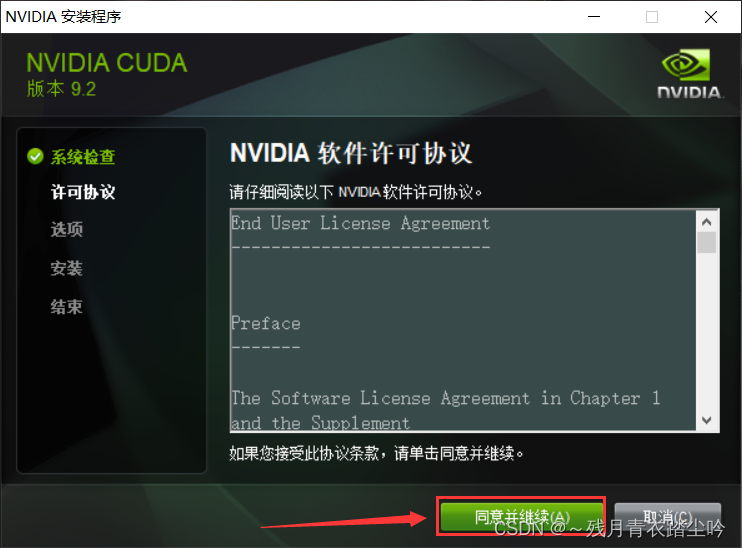 NVIDIA 安装程序
NVIDIA CUDA
版本 9.2
NVIDIA.
系统检查
许可协议
选项
安装
结束
NVIDIA 软件许可协议
请仔细阅读以下 NVIDIA 软件许可协议。
End User License Agreement
--------------------------
Preface
-------
The Software License Agreement in Chapter 1
and the Supplement
如果您接受此协议条款，请单击同意并继续。
同意并继续(A)
取消(C)
CSDN @～残月青衣踏尘吟